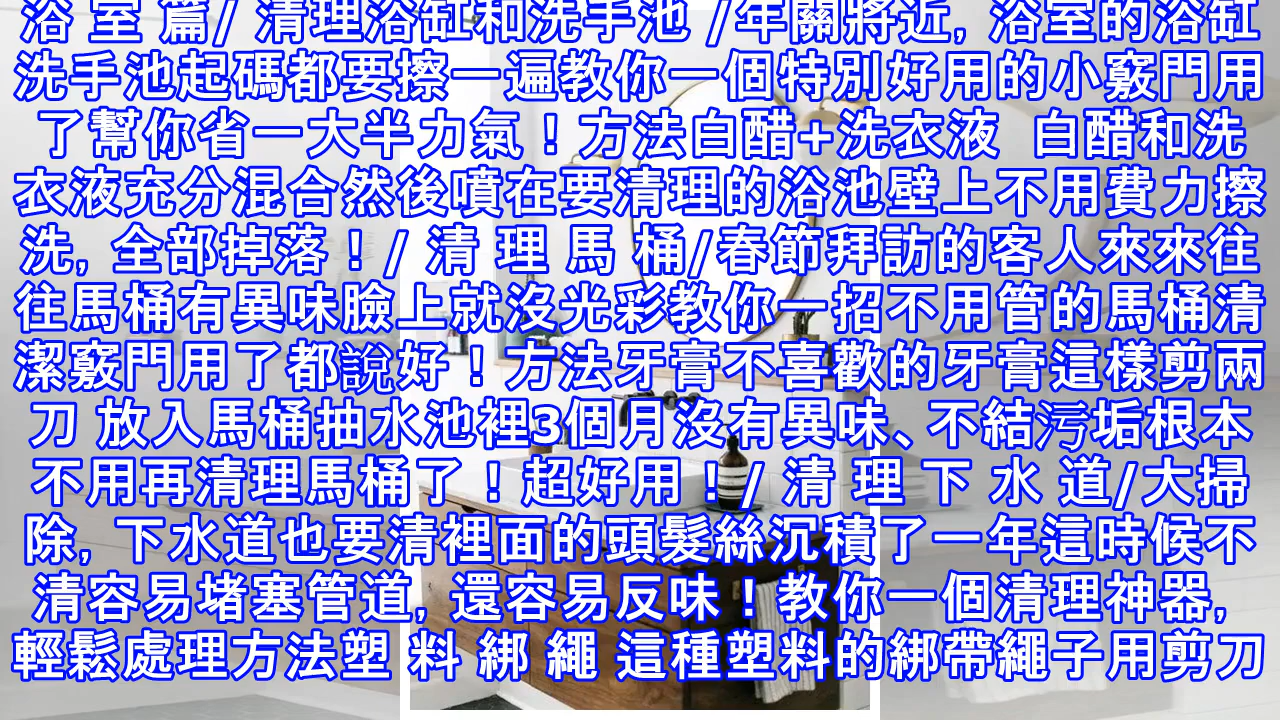 浴 室 篇/ 清理浴缸和洗手池 /年關將近, 浴室的浴缸
洗手池起碼都要擦一遍教你一個特別好用的小竅門用
了幫你省一大半力氣！方法白醋+洗衣液 白醋和洗
衣液充分混合然後噴在要清理的浴池壁上不用費力擦
洗, 全部掉落！/ 清 理 馬 桶/春節拜訪的客人來來往
往馬桶有異味臉上就沒光彩教你一招不用管的馬桶清
潔竅門用了都說好！方法牙膏不喜歡的牙膏這樣剪兩
刀 放入馬桶抽水池裡3個月沒有異味、不結污垢根本
不用再清理馬桶了！超好用！/ 清 理 下 水 道/大掃
除, 下水道也要清裡面的頭髮絲沉積了一年這時候不
清容易堵塞管道, 還容易反味！教你一個清理神器,
輕鬆處理方法塑 料 綁 繩 這種塑料的綁帶繩子用剪刀